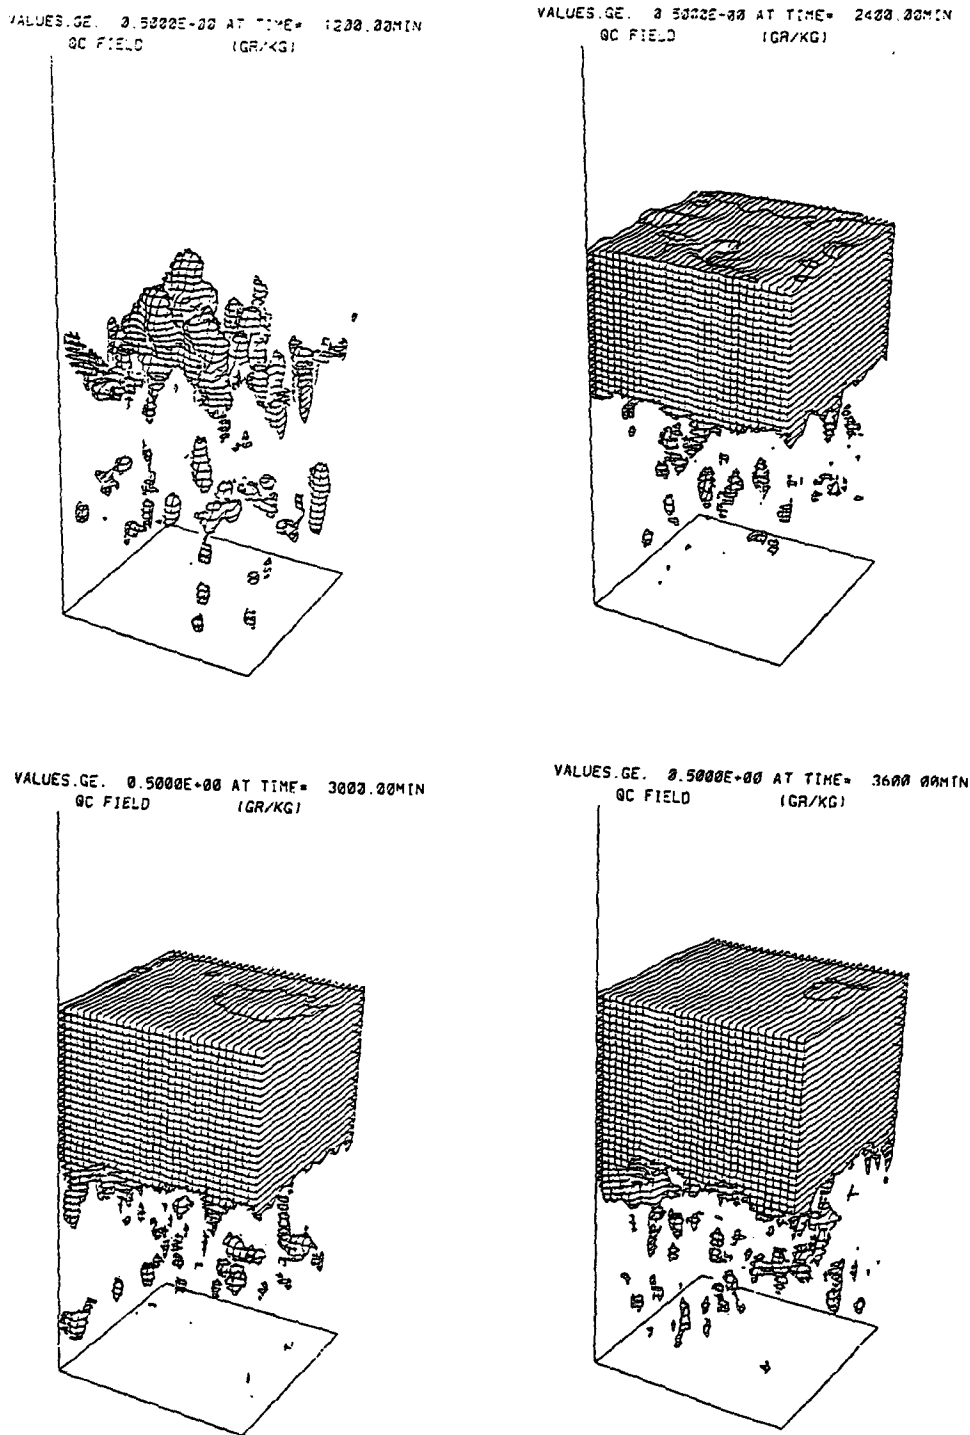 VALUES.GE. 0.5000E-00 AT TIME= 1200.00MIN
QC FIELD (GR/KG)
VALUES.GE. 0 5000E-00 AT TIME= 2400.00MIN
QC FIELD (GR/KG)
VALUES.GE. 0.5000E+00 AT TIME= 3000.00MIN
QC FIELD (GR/KG)
VALUES.GE. 0.5000E+00 AT TIME= 3600 00MIN
QC FIELD (GR/KG)